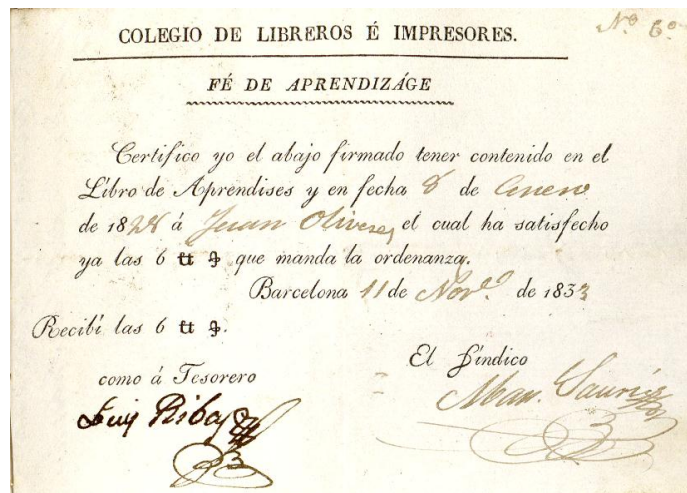 Nº 6º
COLEGIO DE LIBREROS É IMPRESORES.
FÉ DE APRENDIZÁGE
Certifico yo el abajo firmado tener contenido en el
Libro de Aprendises y en fecha 8 de Enero
de 1828 á Juan Oliveres, el cual ha satisfecho
ya las 6 tt que manda la ordenanza.
Barcelona 11 de Novᵉ. de 1833
Recibí las 6 tt
El Síndico
como á Tesorero
Luis Ribas
Man. Saurí